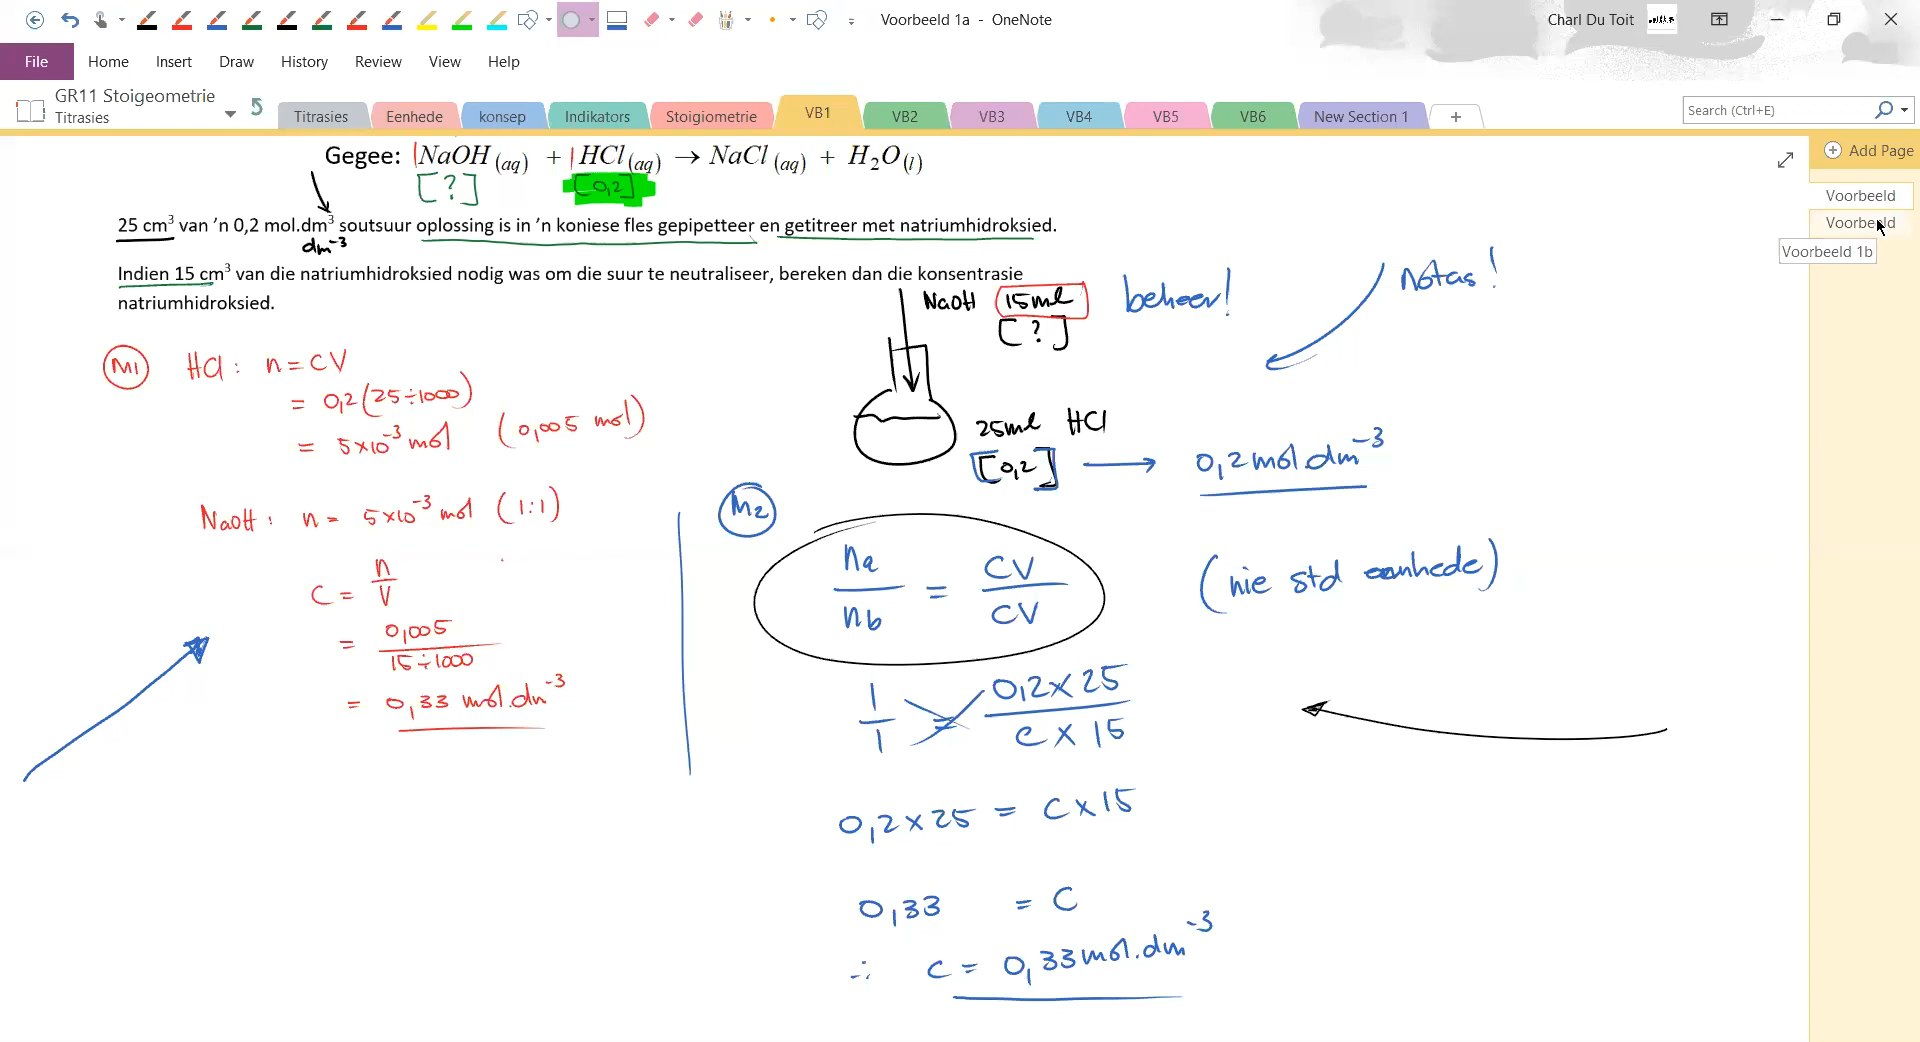 Voorbeeld 1a - OneNote
Charl Du Toit
File Home Insert Draw History Review View Help
GR11 Stoigeometrie
Titrasies
Titrasies Eenhede konsep Indikators Stoigiometrie VB1 VB2 VB3 VB4 VB5 VB6 New Section 1 +
Search (Ctrl+E)
Add Page
Voorbeeld
Voorbeeld
Voorbeeld 1b
Gegee: NaOH (aq) + HCl (aq) → NaCl (aq) + H₂O (l)
[?] [0,2]
25 cm³ van 'n 0,2 mol.dm³ soutsuur oplossing is in 'n koniese fles gepipetteer en getitreer met natriumhidroksied.
dm⁻³
Indien 15 cm³ van die natriumhidroksied nodig was om die suur te neutraliseer, bereken dan die konsentrasie
natriumhidroksied.
NaOH 15ml
[?]
beheer!
notas!
M1 HCl: n = CV
= 0,2(25÷1000)
= 5×10⁻³ mol (0,005 mol)
25ml HCl
[0,2] → 0,2mol.dm⁻³
NaOH: n = 5×10⁻³ mol (1:1)
C = n/V
= 0,005/15÷1000
= 0,33 mol.dm⁻³
M2
na/nb = CV/CV
(nie std eenhede)
1/1 = 0,2×25/C×15
0,2×25 = C×15
0,33 = C
∴ C = 0,33mol.dm⁻³